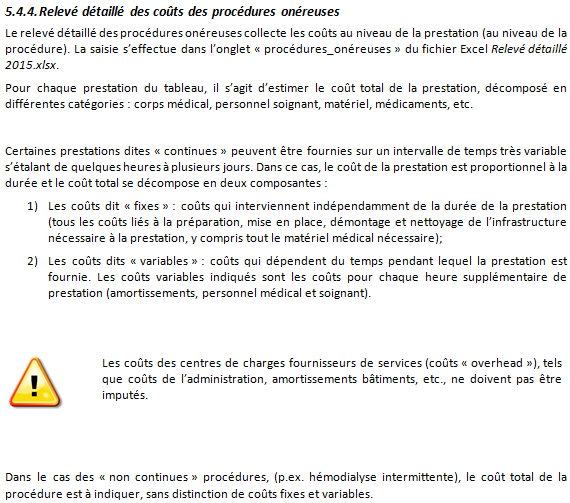 5.4.4. Relevé détaillé des coûts des procédures onéreuses
Le relevé détaillé des procédures onéreuses collecte les coûts au niveau de la prestation (au niveau de la
procédure). La saisie s’effectue dans l’onglet « procédures_onéreuses » du fichier Excel Relevé détaillé
2015.xlsx.
Pour chaque prestation du tableau, il s’agit d’estimer le coût total de la prestation, décomposé en
différentes catégories : corps médical, personnel soignant, matériel, médicaments, etc.
Certaines prestations dites « continues » peuvent être fournies sur un intervalle de temps très variable
s’étalant de quelques heures à plusieurs jours. Dans ce cas, le coût de la prestation est proportionnel à la
durée et le coût total se décompose en deux composantes :
1) Les coûts dit « fixes » : coûts qui interviennent indépendamment de la durée de la prestation
(tous les coûts liés à la préparation, mise en place, démontage et nettoyage de l’infrastructure
nécessaire à la prestation, y compris tout le matériel médical nécessaire);
2) Les coûts dits « variables » : coûts qui dépendent du temps pendant lequel la prestation est
fournie. Les coûts variables indiqués sont les coûts pour chaque heure supplémentaire de
prestation (amortissements, personnel médical et soignant).
Les coûts des centres de charges fournisseurs de services (coûts « overhead »), tels
que coûts de l’administration, amortissements bâtiments, etc., ne doivent pas être
imputés.
Dans le cas des « non continues » procédures, (p.ex. hémodialyse intermittente), le coût total de la
procédure est à indiquer, sans distinction de coûts fixes et variables.